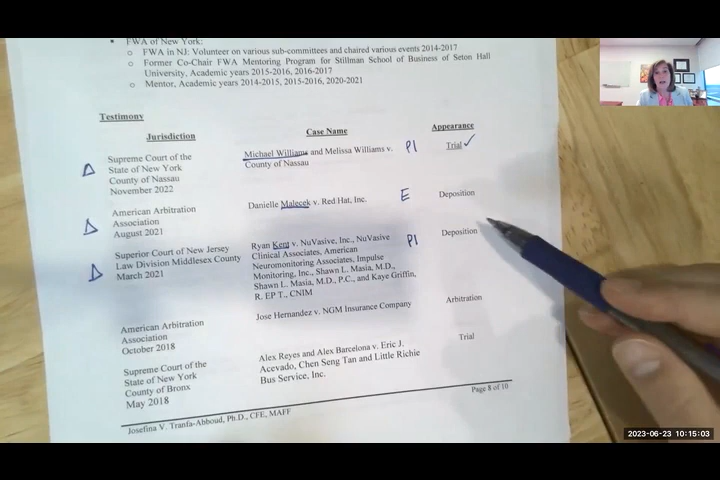 FWA of New York:
o FWA in NJ: Volunteer on various sub-committees and chaired various events 2014-2017
o Former Co-Chair FWA Mentoring Program for Stillman School of Business of Seton Hall
University, Academic years 2015-2016, 2016-2017
o Mentor, Academic years 2014-2015, 2015-2016, 2020-2021
Testimony
Jurisdiction Case Name Appearance
Δ Supreme Court of the
State of New York
County of Nassau
November 2022
Michael Williams and Melissa Williams v.
County of Nassau
PI
Trial ✓
Δ American Arbitration
Association
August 2021
Danielle Malecek v. Red Hat, Inc.
E
Deposition
Δ Superior Court of New Jersey
Law Division Middlesex County
March 2021
Ryan Kent v. NuVasive, Inc., NuVasive
Clinical Associates, American
Neuromonitoring Associates, Impulse
Monitoring, Inc., Shawn L. Masia, M.D.,
Shawn L. Masia, M.D., P.C., and Kaye Griffin,
R. EP T., CNIM
PI
Deposition
American Arbitration
Association
October 2018
Jose Hernandez v. NGM Insurance Company
Arbitration
Supreme Court of the
State of New York
County of Bronx
May 2018
Alex Reyes and Alex Barcelona v. Eric J.
Acevado, Chen Seng Tan and Little Richie
Bus Service, Inc.
Trial
Josefina V. Tranfa-Abboud, Ph.D., CFE, MAFF
Page 8 of 10
2023-06-23 10:15:03